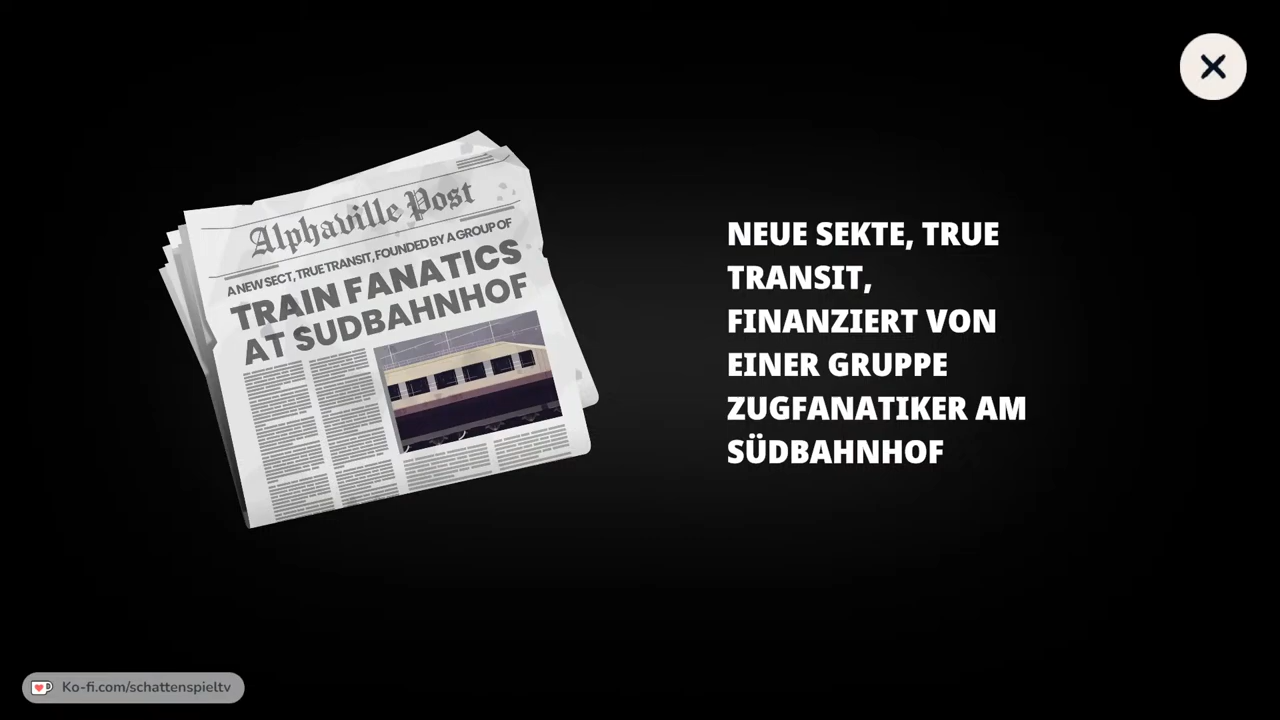 Alphaville Post
A NEW SECT, TRUE TRANSIT, FOUNDED BY A GROUP OF
TRAIN FANATICS
AT SUDBAHNHOF
NEUE SEKTE, TRUE
TRANSIT,
FINANZIERT VON
EINER GRUPPE
ZUGFANATIKER AM
SÜDBAHNHOF
Ko-fi.com/schattenspieltv